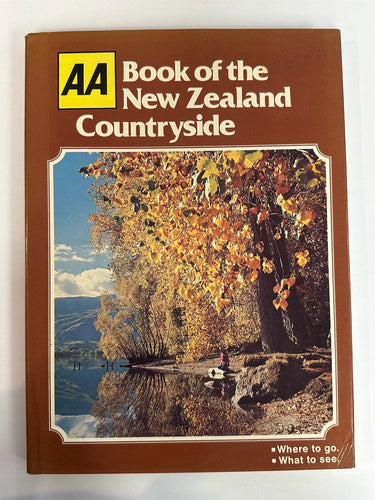 AA
Book of the
New Zealand
Countryside
▪Where to go.
▪What to see.